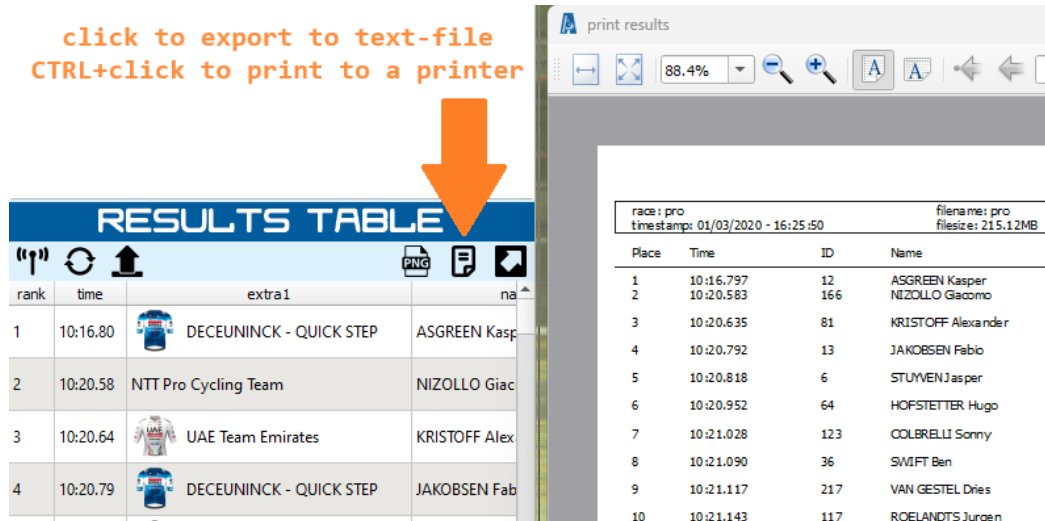 click to export to text-file
CTRL+click to print to a printer
RESULTS TABLE
PNG
rank time extra1 na
1 10:16.80 DECEUNINCK - QUICK STEP ASGREEN Kasp
2 10:20.58 NTT Pro Cycling Team NIZOLLO Giac
3 10:20.64 UAE Team Emirates KRISTOFF Alex
4 10:20.79 DECEUNINCK - QUICK STEP JAKOBSEN Fab
print results
88.4%
race: pro filename: pro
timestamp: 01/03/2020 - 16:25:50 filesize: 215.12MB
Place Time ID Name
1 10:16.797 12 ASGREEN Kasper
2 10:20.583 166 NIZOLLO Giacomo
3 10:20.635 81 KRISTOFF Alexander
4 10:20.792 13 JAKOBSEN Fabio
5 10:20.818 6 STUYVEN Jasper
6 10:20.952 64 HOFSTETTER Hugo
7 10:21.028 123 COLBRELLI Sonny
8 10:21.090 36 SWIFT Ben
9 10:21.117 217 VAN GESTEL Dries
10 10:21.143 117 ROELANDTS Jurgen